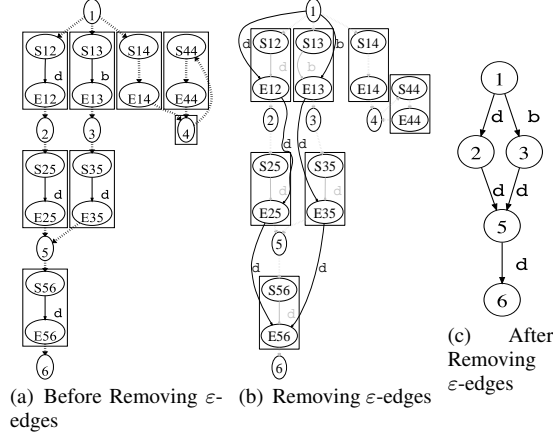 1
S12 S13 S14 S44
d b
E12 E13 E14 E44
2 3 4
S25 S35
d d
E25 E35
5
S56
d
E56
6
(a) Before Removing ε-
edges
1
S12 S13 S14
d d b b
E12 E13 E14 S44
2 3 4 E44
d
S25 S35
d d
E25 E35
5
d d
S56
d
E56
6
(b) Removing ε-edges
1
d b
2 3
d d
5
d
6
(c) After
Removing
ε-edges